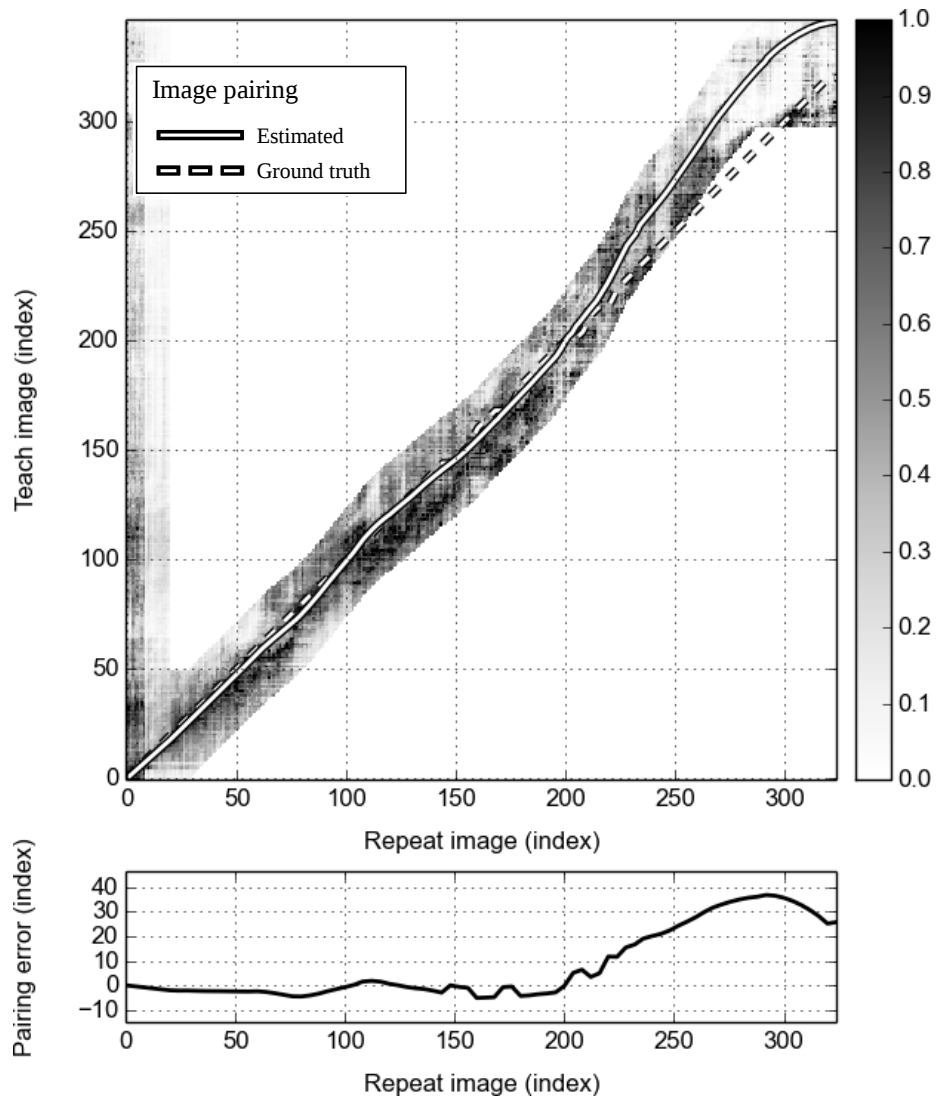 Image pairing
Estimated
Ground truth
Teach image (index)
300
250
200
150
100
50
0
0 50 100 150 200 250 300
Repeat image (index)
1.0
0.9
0.8
0.7
0.6
0.5
0.4
0.3
0.2
0.1
0.0
Pairing error (index)
40
30
20
10
0
−10
0 50 100 150 200 250 300
Repeat image (index)